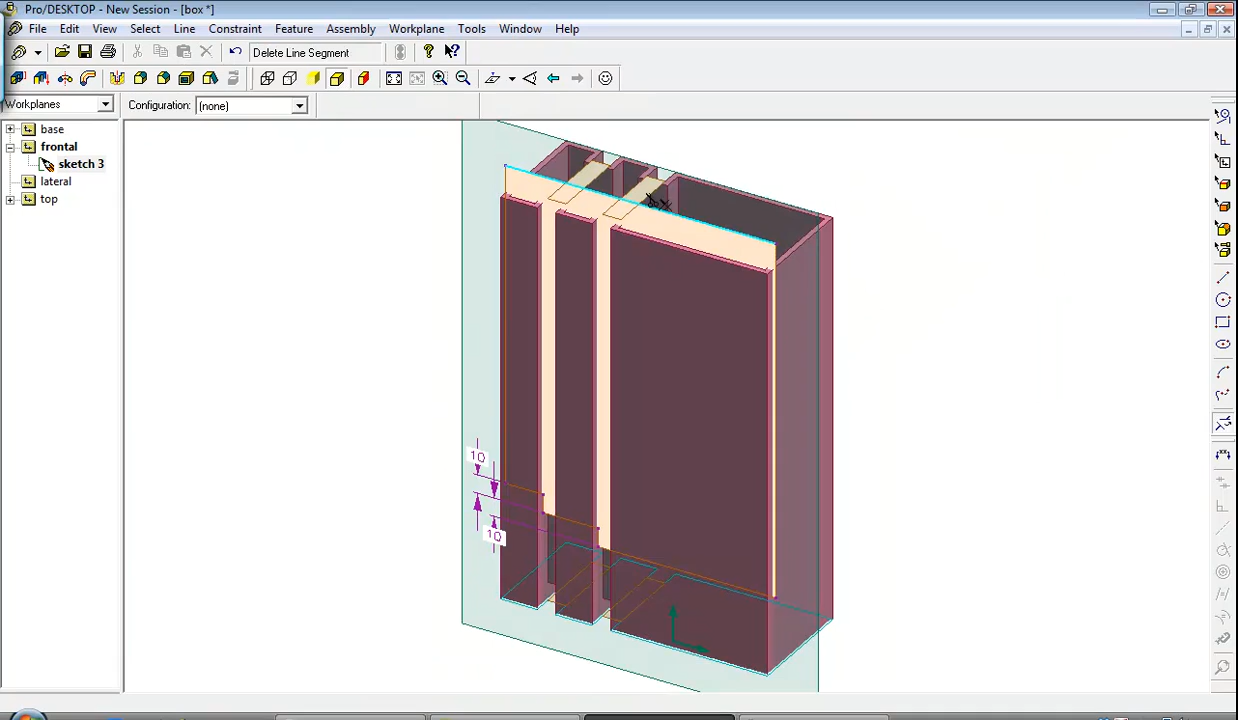 Pro/DESKTOP - New Session - [box *]
File Edit View Select Line Constraint Feature Assembly Workplane Tools Window Help
Delete Line Segment
Workplanes Configuration: (none)
base
frontal
sketch 3
lateral
top
10
10